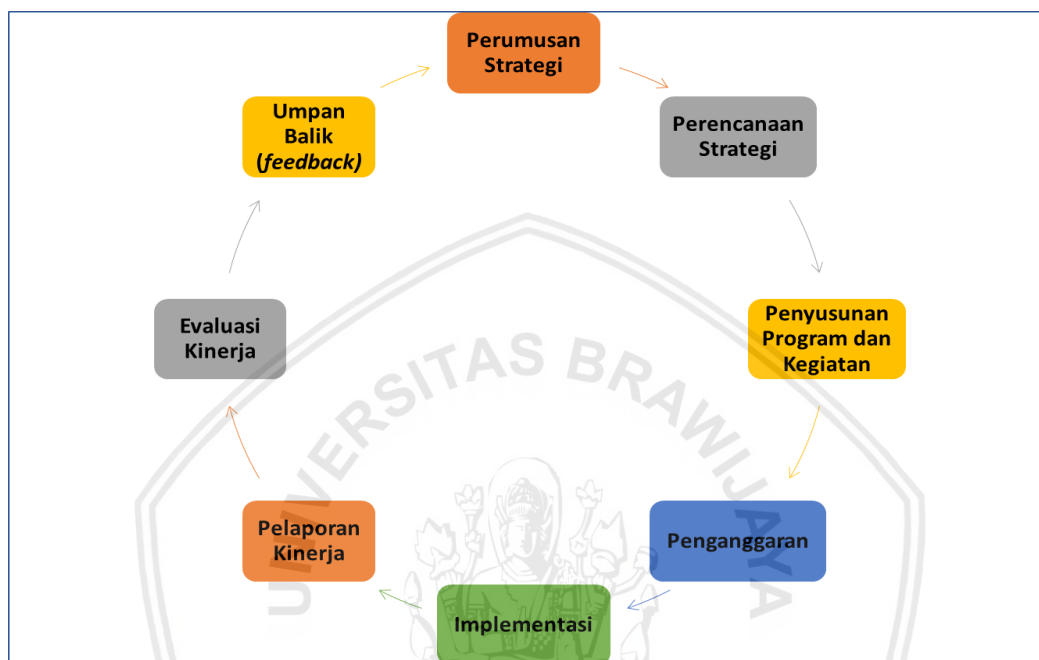 Perumusan
Strategi
Perencanaan
Strategi
Penyusunan
Program dan
Kegiatan
Penganggaran
Implementasi
Pelaporan
Kinerja
Evaluasi
Kinerja
Umpan
Balik
(feedback)
UNIVERSITAS BRAWIJAYA